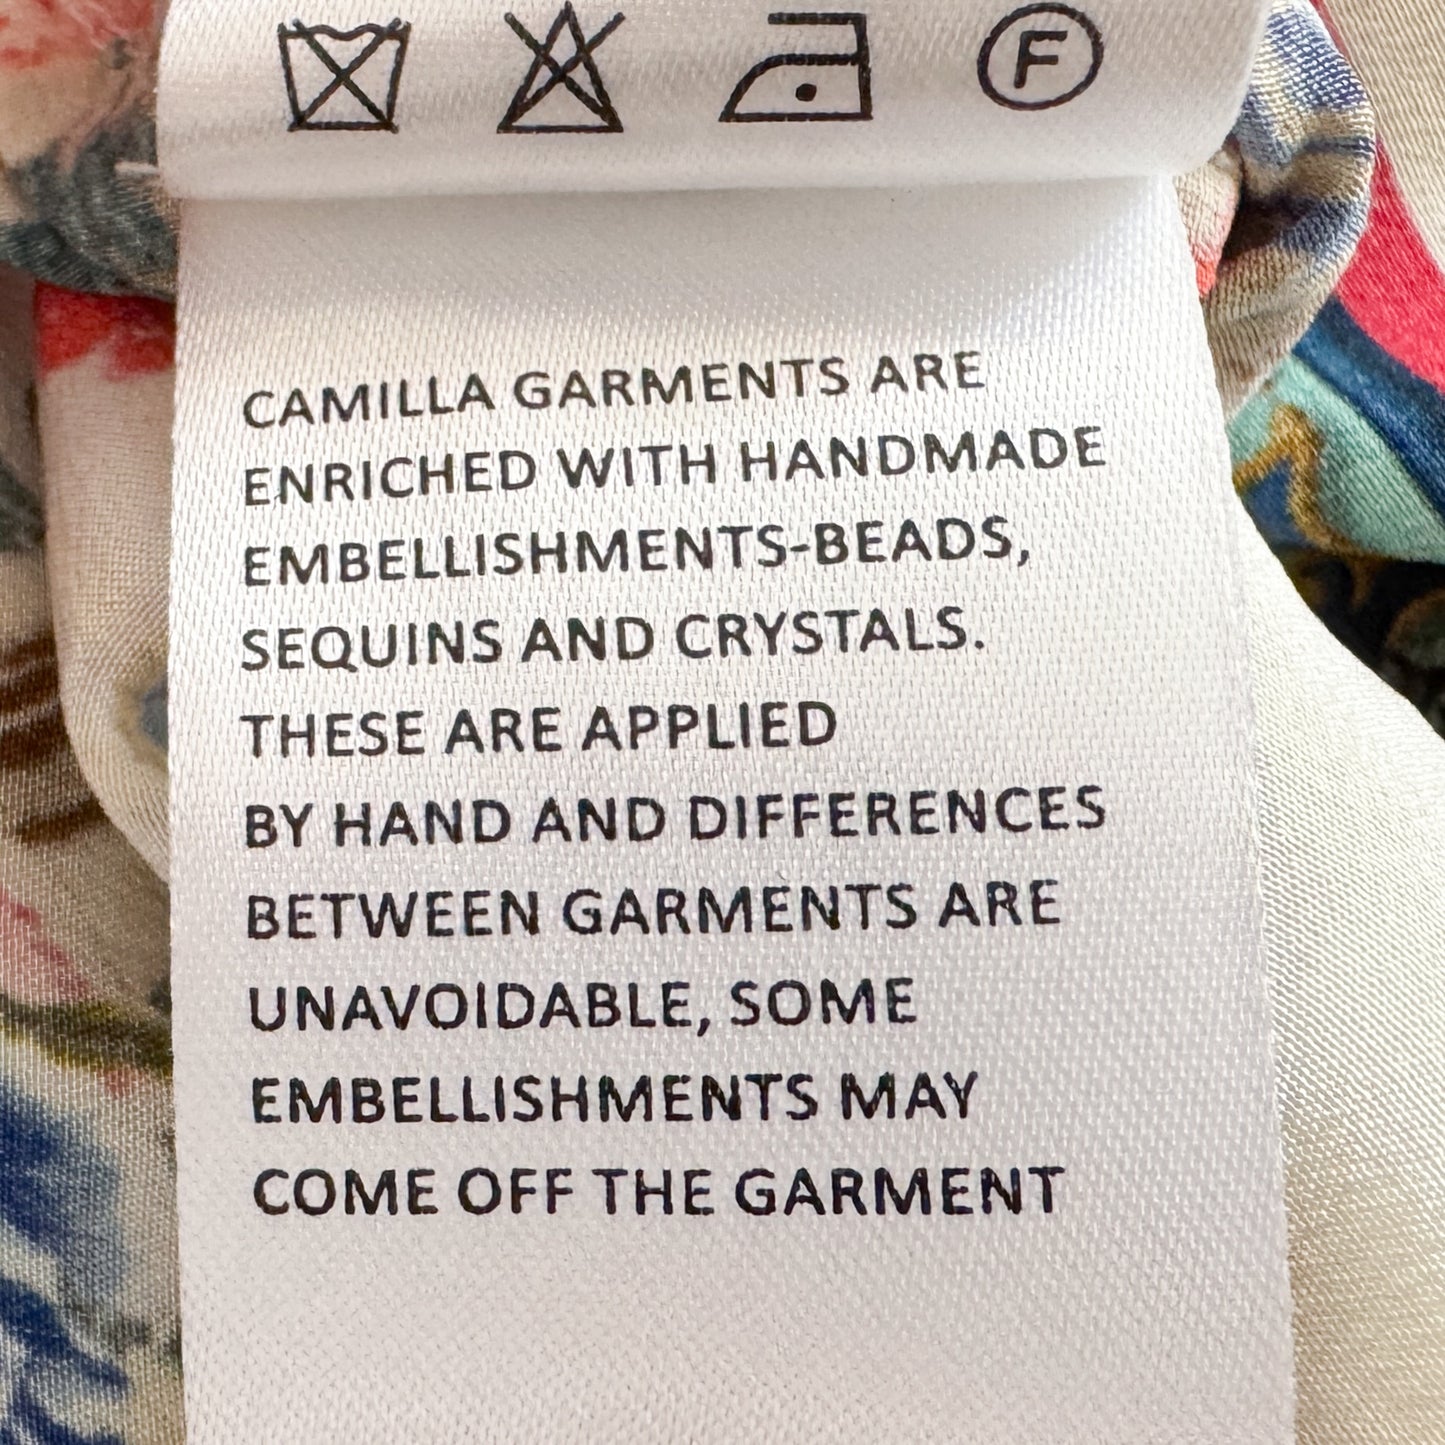 F
CAMILLA GARMENTS ARE
ENRICHED WITH HANDMADE
EMBELLISHMENTS-BEADS,
SEQUINS AND CRYSTALS.
THESE ARE APPLIED
BY HAND AND DIFFERENCES
BETWEEN GARMENTS ARE
UNAVOIDABLE, SOME
EMBELLISHMENTS MAY
COME OFF THE GARMENT